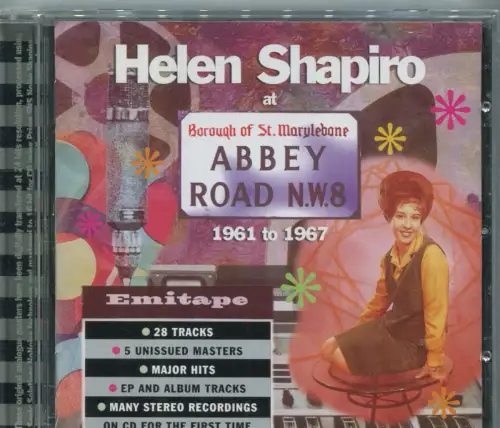 Helen Shapiro
at
Borough of St. Marylebone
ABBEY
ROAD N.W.8
1961 to 1967
Emitape
28 TRACKS
5 UNISSUED MASTERS
MAJOR HITS
EP AND ALBUM TRACKS
MANY STEREO RECORDINGS
ON CD FOR THE FIRST TIME